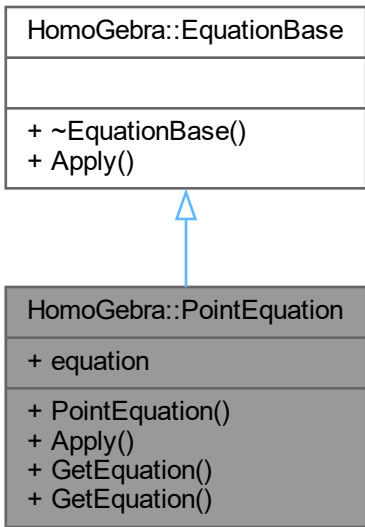 HomoGebra::EquationBase
+ ~EquationBase()
+ Apply()
HomoGebra::PointEquation
+ equation
+ PointEquation()
+ Apply()
+ GetEquation()
+ GetEquation()